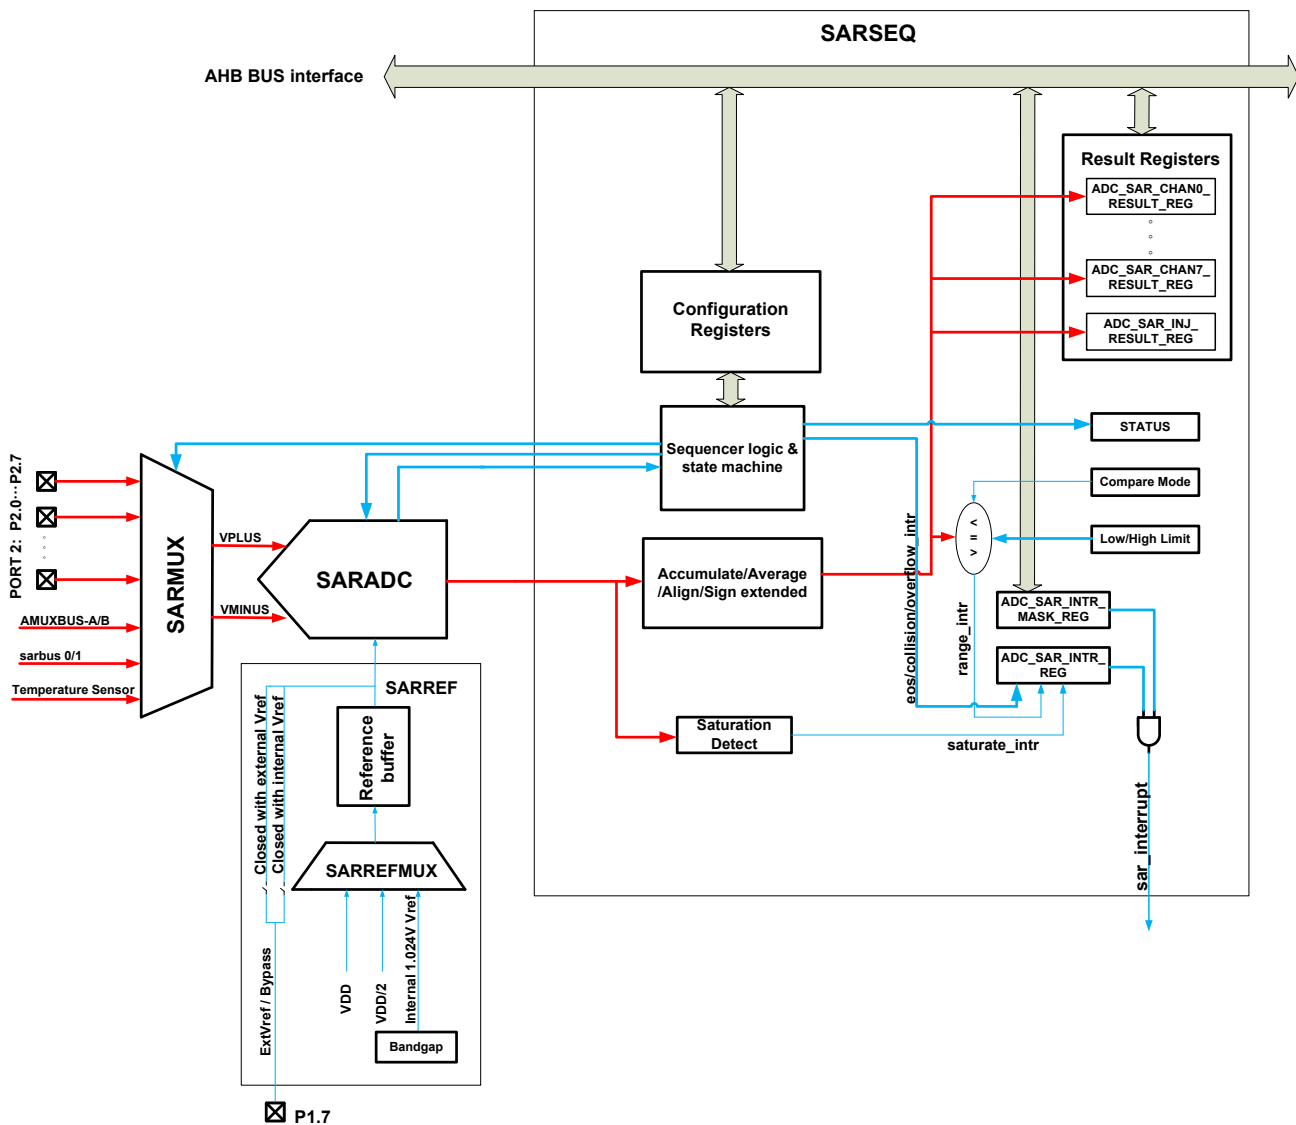 SARSEQ
AHB BUS interface
Result Registers
ADC_SAR_CHAN0_
RESULT_REG
ADC_SAR_CHAN7_
RESULT_REG
ADC_SAR_INJ_
RESULT_REG
Configuration
Registers
Sequencer logic &
state machine
STATUS
Compare Mode
Low/High Limit
< = >
PORT 2: P2.0···P2.7
SARMUX
VPLUS
VMINUS
SARADC
Accumulate/Average
/Align/Sign extended
AMUXBUS-A/B
sarbus 0/1
Temperature Sensor
eos/collision/overflow_intr
range_intr
ADC_SAR_INTR_
MASK_REG
ADC_SAR_INTR_
REG
Saturation
Detect
saturate_intr
sar_interrupt
SARREF
Closed with external Vref
Closed with internal Vref
Reference
buffer
SARREFMUX
ExtVref / Bypass
VDD
VDD/2
Internal 1.024V Vref
Bandgap
P1.7